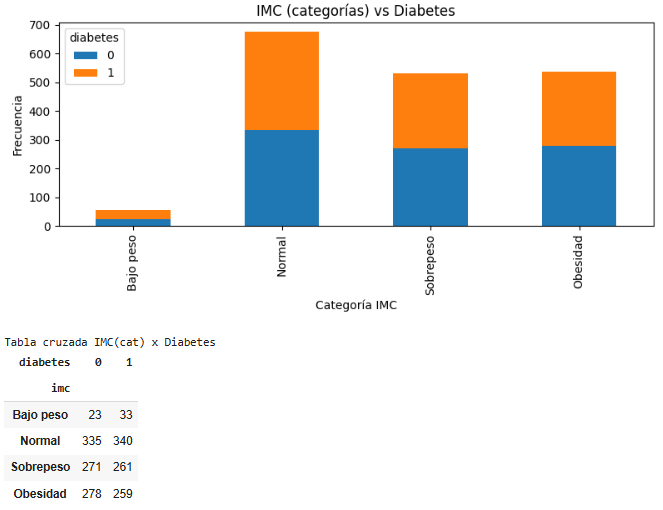 IMC (categorías) vs Diabetes
diabetes
0
1
700
600
500
400
300
200
100
0
Frecuencia
Bajo peso
Normal
Sobrepeso
Obesidad
Categoría IMC
Tabla cruzada IMC(cat) x Diabetes
diabetes 0 1
imc
Bajo peso 23 33
Normal 335 340
Sobrepeso 271 261
Obesidad 278 259